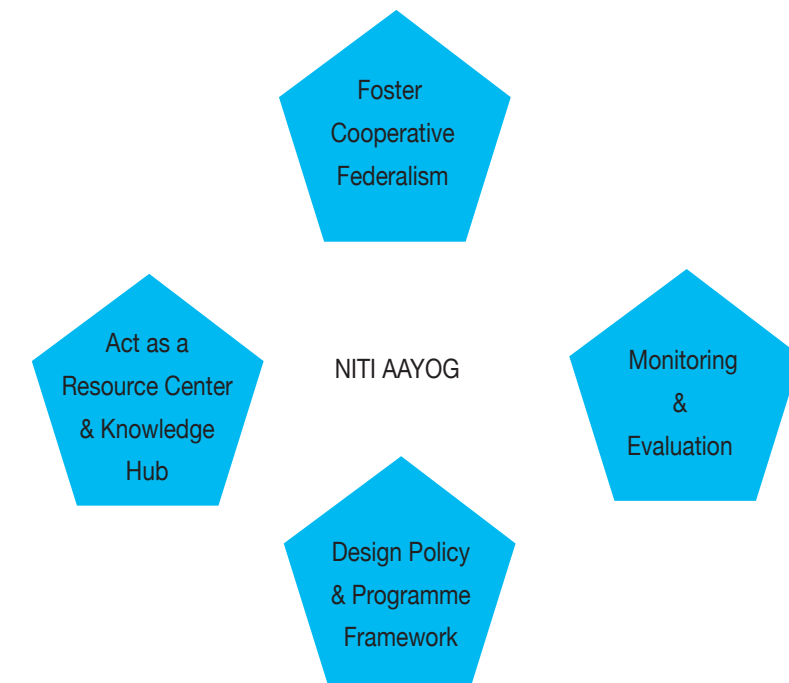 Foster
Cooperative
Federalism
Act as a
Resource Center
& Knowledge
Hub
NITI AAYOG
Monitoring
&
Evaluation
Design Policy
& Programme
Framework